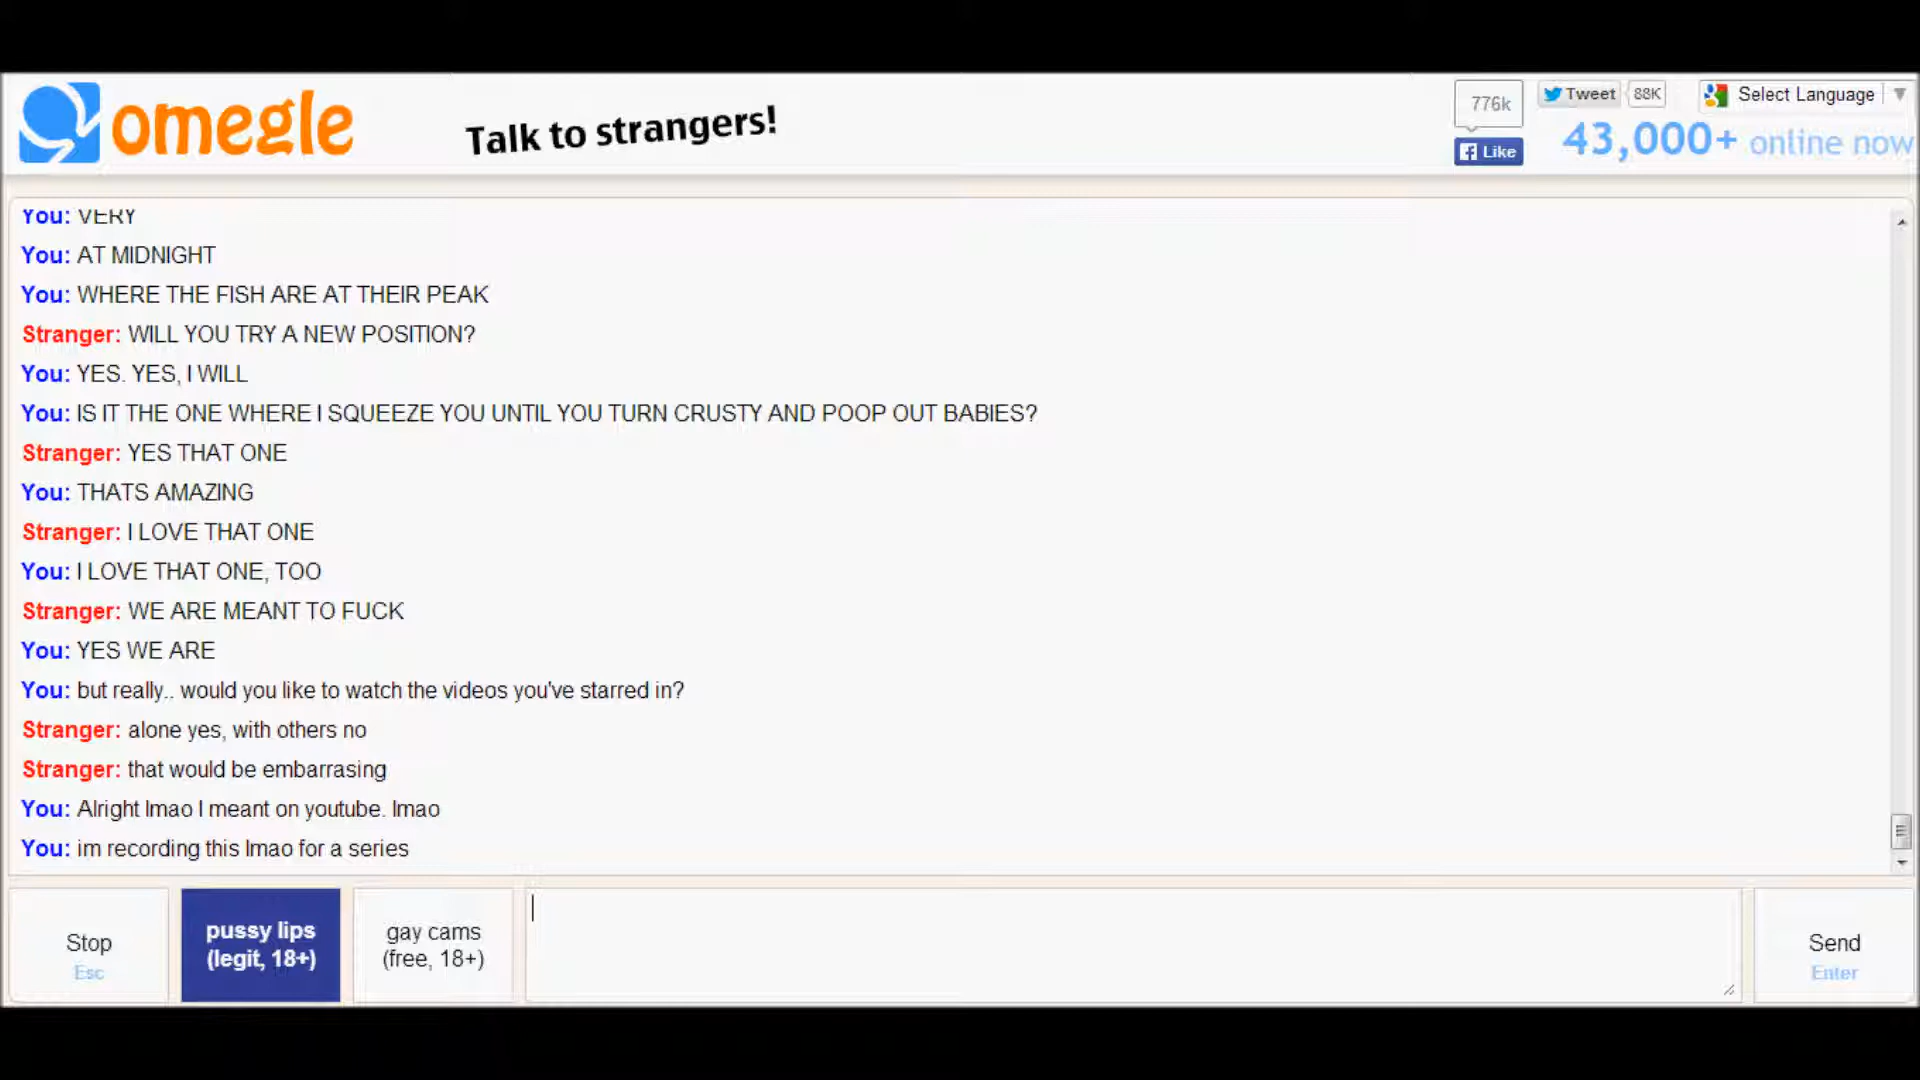 omegle
Talk to strangers!
776k
Like
Tweet
88K
Select Language
43,000+ online now
You: VERY
You: AT MIDNIGHT
You: WHERE THE FISH ARE AT THEIR PEAK
Stranger: WILL YOU TRY A NEW POSITION?
You: YES. YES, I WILL
You: IS IT THE ONE WHERE I SQUEEZE YOU UNTIL YOU TURN CRUSTY AND POOP OUT BABIES?
Stranger: YES THAT ONE
You: THATS AMAZING
Stranger: I LOVE THAT ONE
You: I LOVE THAT ONE, TOO
Stranger: WE ARE MEANT TO FUCK
You: YES WE ARE
You: but really.. would you like to watch the videos you've starred in?
Stranger: alone yes, with others no
Stranger: that would be embarrasing
You: Alright lmao I meant on youtube. lmao
You: im recording this lmao for a series
Stop
Esc
pussy lips
(legit, 18+)
gay cams
(free, 18+)
Send
Enter